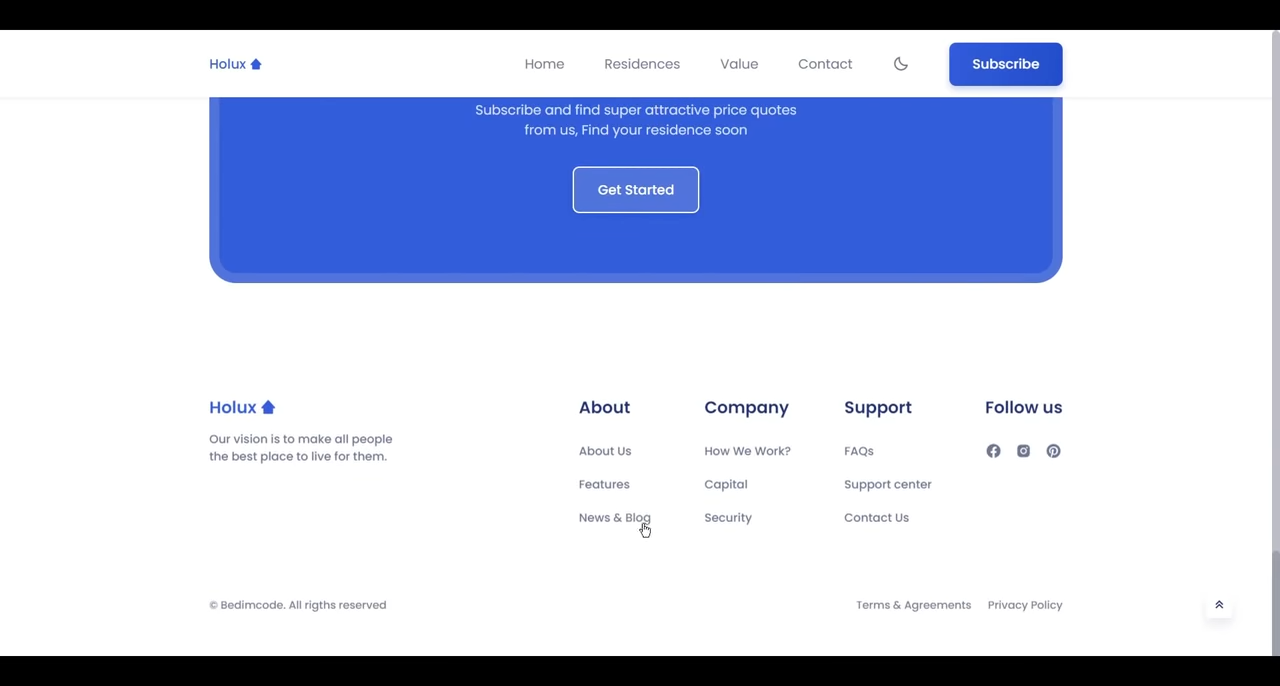 Holux
Home
Residences
Value
Contact
Subscribe
Subscribe and find super attractive price quotes
from us, Find your residence soon
Get Started
Holux
Our vision is to make all people
the best place to live for them.
About
About Us
Features
News & Blog
Company
How We Work?
Capital
Security
Support
FAQs
Support center
Contact Us
Follow us
© Bedimcode. All rigths reserved
Terms & Agreements
Privacy Policy